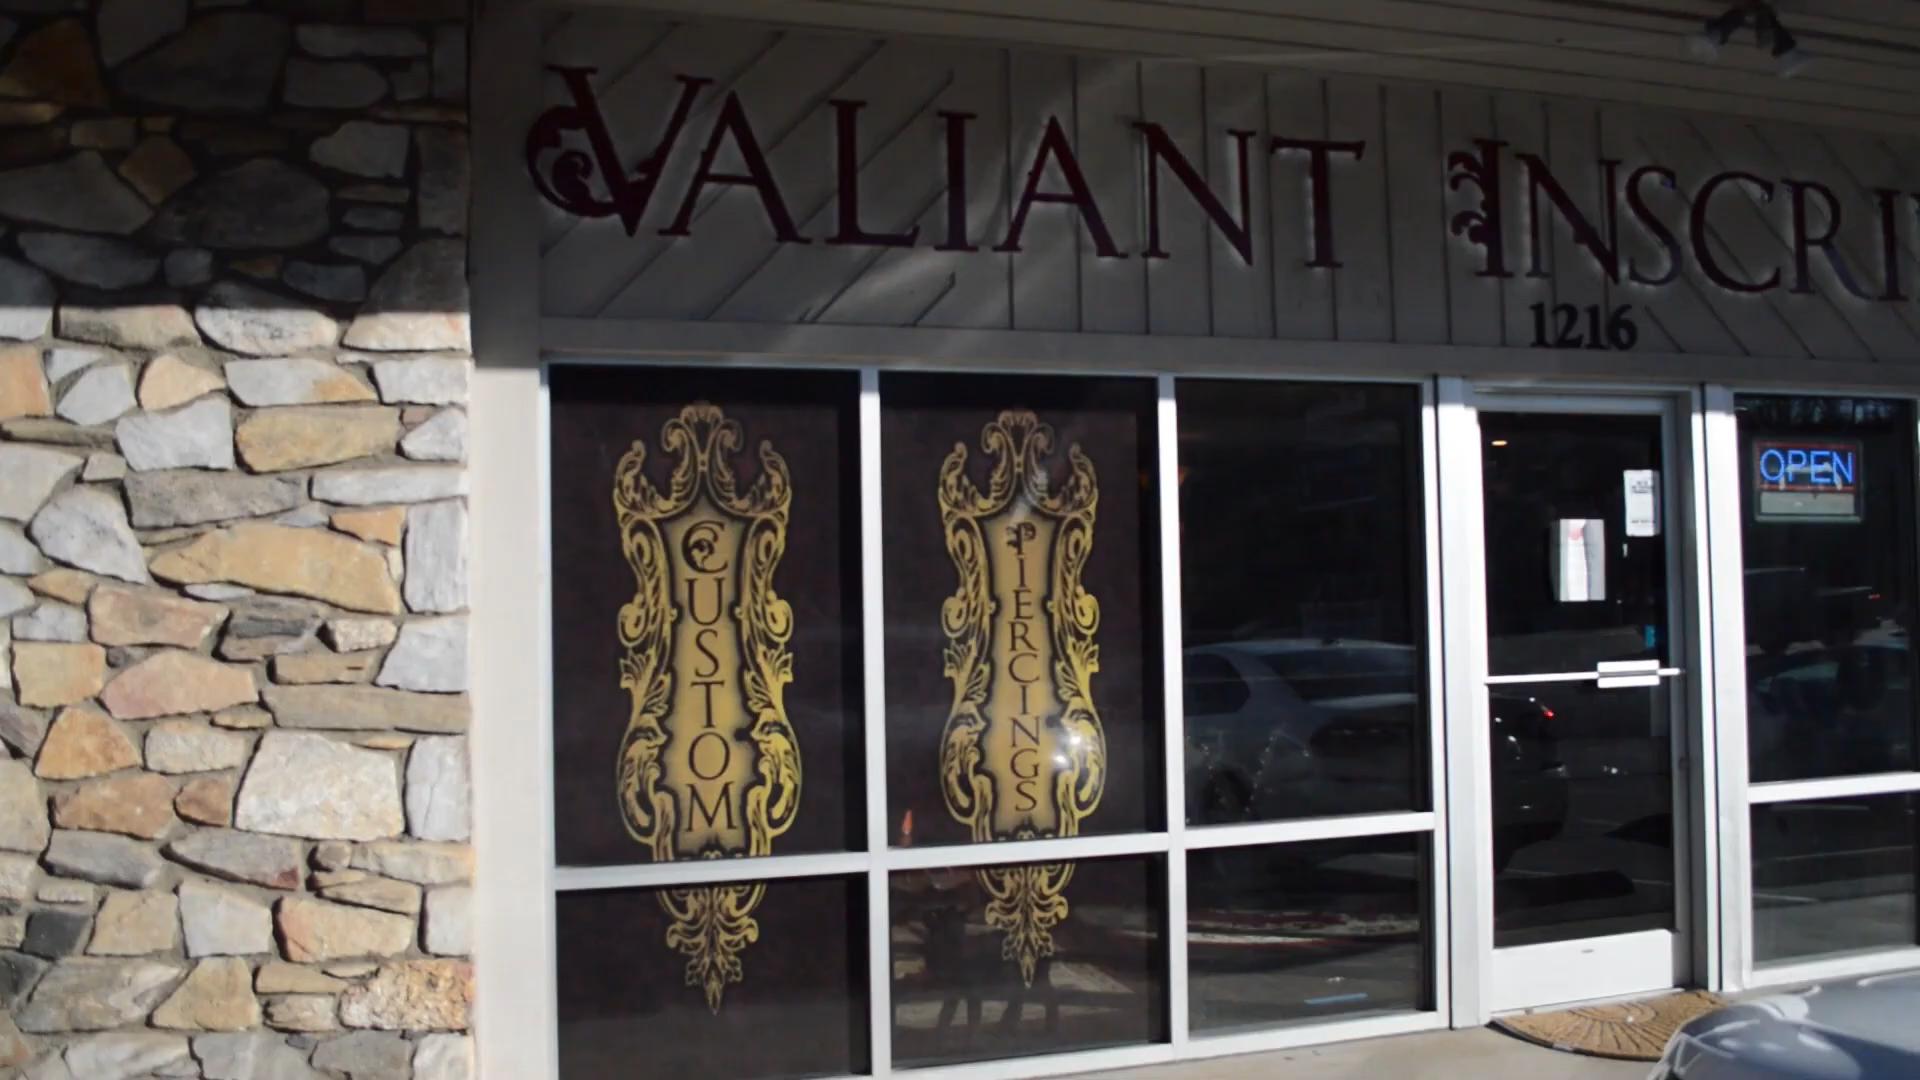 VALIANT INSCRI
1216
CUSTOM
PIERCINGS
OPEN